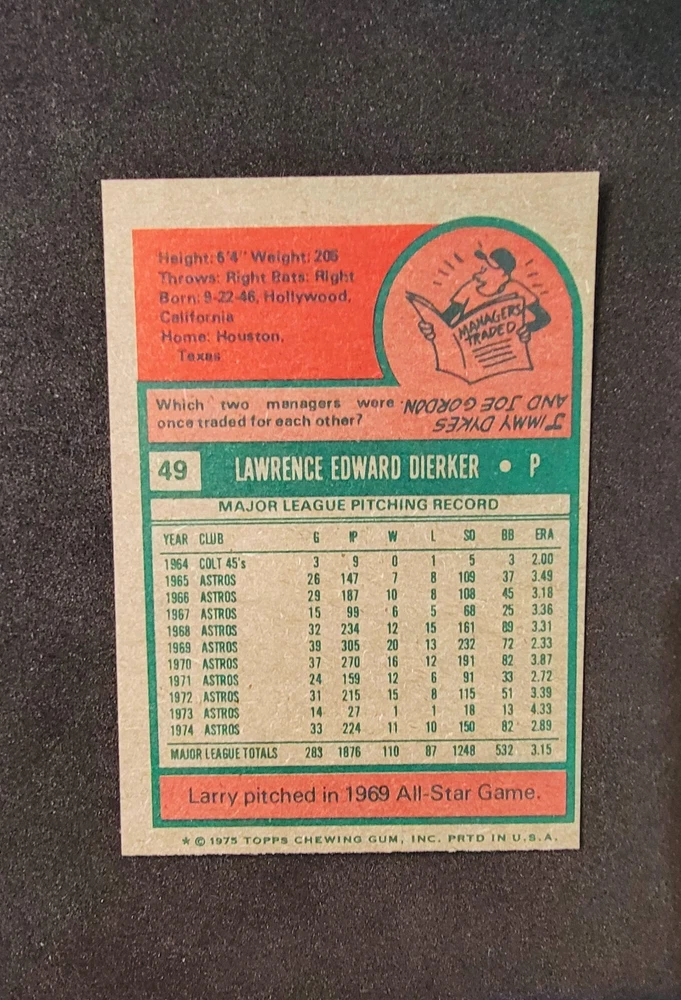 Height: 6'4" Weight: 205
Throws: Right Bats: Right
Born: 9-22-46, Hollywood,
California
Home: Houston,
Texas
MANAGERS
TRADED
Which two managers were
once traded for each other?
JIMMY DYKES
AND JOE GORDON.
49 LAWRENCE EDWARD DIERKER • P
MAJOR LEAGUE PITCHING RECORD
YEAR CLUB G IP W L SO BB ERA
1964 COLT 45's 3 9 0 1 5 3 2.00
1965 ASTROS 26 147 7 8 109 37 3.49
1966 ASTROS 29 187 10 8 108 45 3.18
1967 ASTROS 15 99 6 5 68 25 3.36
1968 ASTROS 32 234 12 15 161 89 3.31
1969 ASTROS 39 305 20 13 232 72 2.33
1970 ASTROS 37 270 16 12 191 82 3.87
1971 ASTROS 24 159 12 6 91 33 2.72
1972 ASTROS 31 215 15 8 115 51 3.39
1973 ASTROS 14 27 1 1 18 13 4.33
1974 ASTROS 33 224 11 10 150 82 2.89
MAJOR LEAGUE TOTALS 283 1876 110 87 1248 532 3.15
Larry pitched in 1969 All-Star Game.
* © 1975 TOPPS CHEWING GUM, INC. PRTD IN U.S.A.